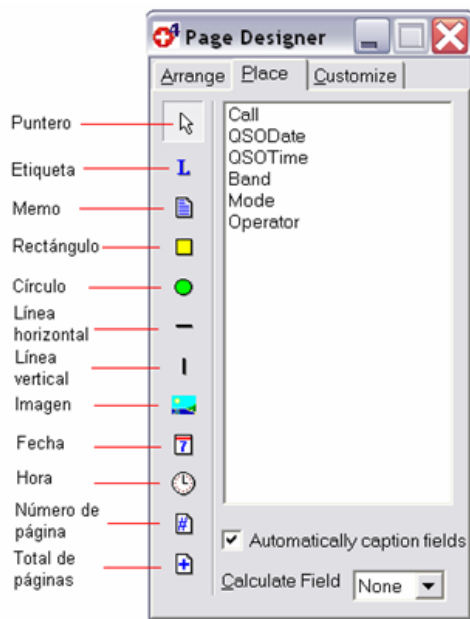 4 Page Designer
Arrange Place Customize
Puntero
Etiqueta
L
Memo
Rectángulo
Círculo
Línea
horizontal
Línea
vertical
Imagen
Fecha
7
Hora
Número de
página
#
Total de
páginas
Call
QSODate
QSOTime
Band
Mode
Operator
Automatically caption fields
Calculate Field None